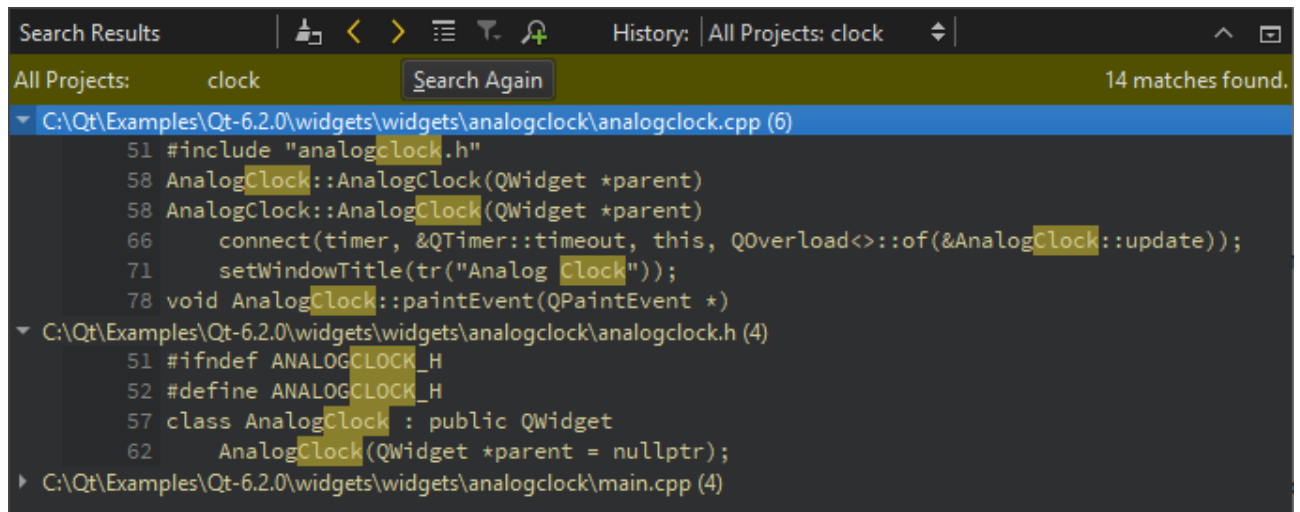 Search Results History: All Projects: clock
All Projects: clock Search Again 14 matches found.
C:\Qt\Examples\Qt-6.2.0\widgets\widgets\analogclock\analogclock.cpp (6)
51 #include "analogclock.h"
58 AnalogClock::AnalogClock(QWidget *parent)
58 AnalogClock::AnalogClock(QWidget *parent)
66     connect(timer, &QTimer::timeout, this, QOverload<>::of(&AnalogClock::update));
71     setWindowTitle(tr("Analog Clock"));
78 void AnalogClock::paintEvent(QPaintEvent *)
C:\Qt\Examples\Qt-6.2.0\widgets\widgets\analogclock\analogclock.h (4)
51 #ifndef ANALOGCLOCK_H
52 #define ANALOGCLOCK_H
57 class AnalogClock : public QWidget
62     AnalogClock(QWidget *parent = nullptr);
C:\Qt\Examples\Qt-6.2.0\widgets\widgets\analogclock\main.cpp (4)